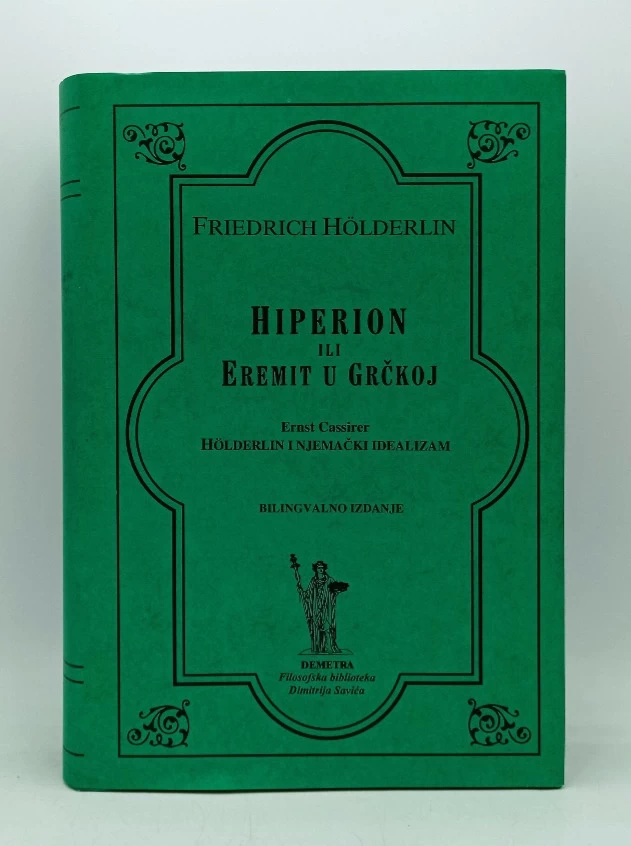 FRIEDRICH HÖLDERLIN
HIPERION
ILI
EREMIT U GRČKOJ
Ernst Cassirer
HÖLDERLIN I NJEMAČKI IDEALIZAM
BILINGVALNO IZDANJE
DEMETRA
Filosofska biblioteka
Dimitrija Savića